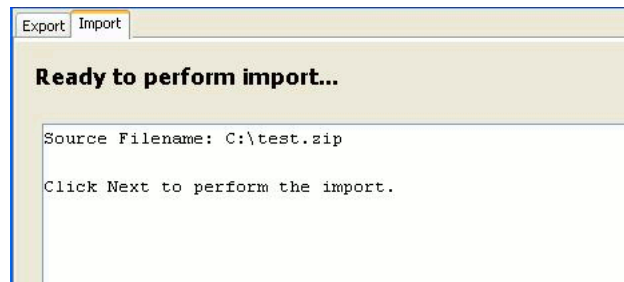 Export Import
Ready to perform import...
Source Filename: C:\test.zip
Click Next to perform the import.